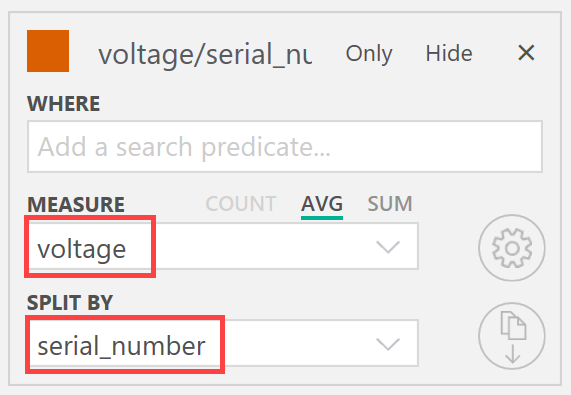 voltage/serial_nu Only Hide ×
WHERE
Add a search predicate...
MEASURE COUNT AVG SUM
voltage
SPLIT BY
serial_number